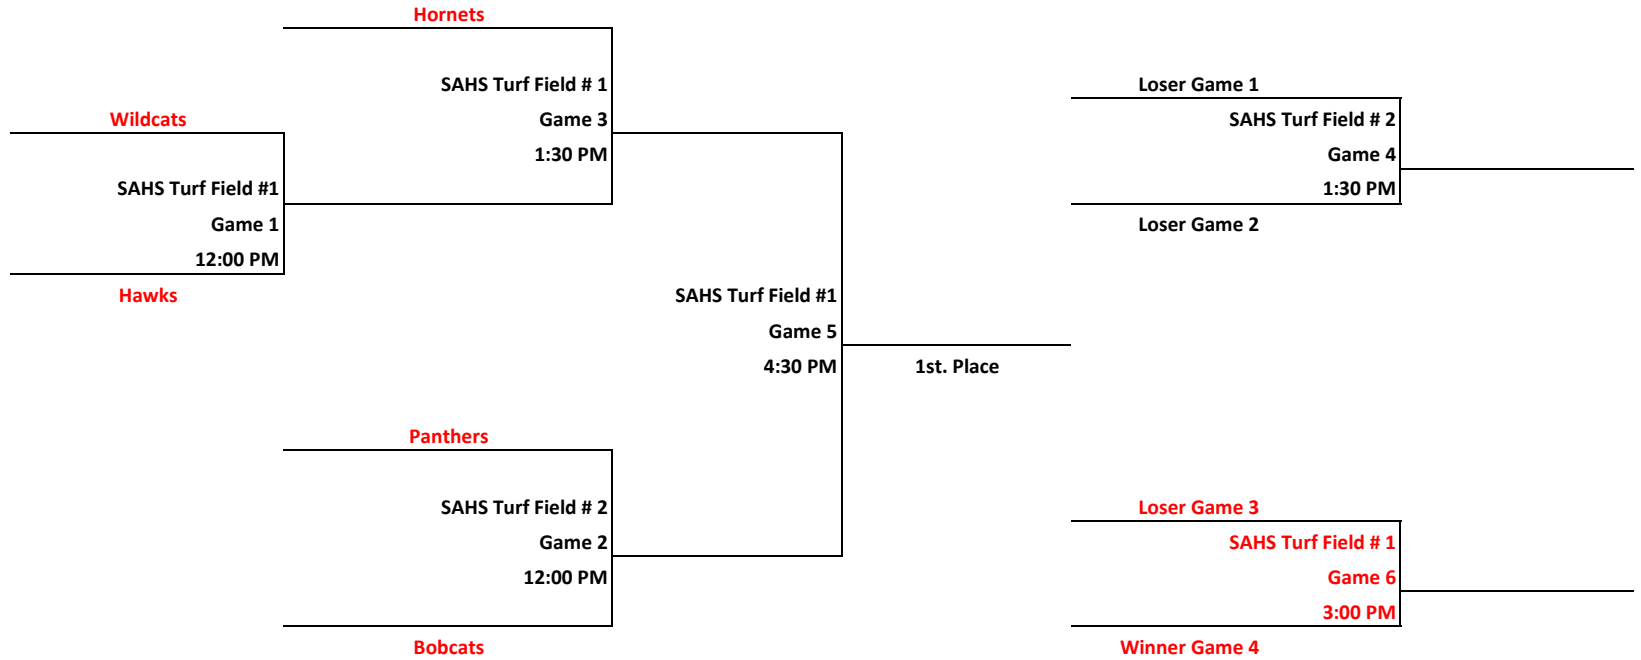 Hornets
SAHS Turf Field # 1
Game 3
1:30 PM
Wildcats
SAHS Turf Field #1
Game 1
12:00 PM
Hawks
SAHS Turf Field #1
Game 5
4:30 PM
1st. Place
Panthers
SAHS Turf Field # 2
Game 2
12:00 PM
Bobcats
Loser Game 1
SAHS Turf Field # 2
Game 4
1:30 PM
Loser Game 2
Loser Game 3
SAHS Turf Field # 1
Game 6
3:00 PM
Winner Game 4